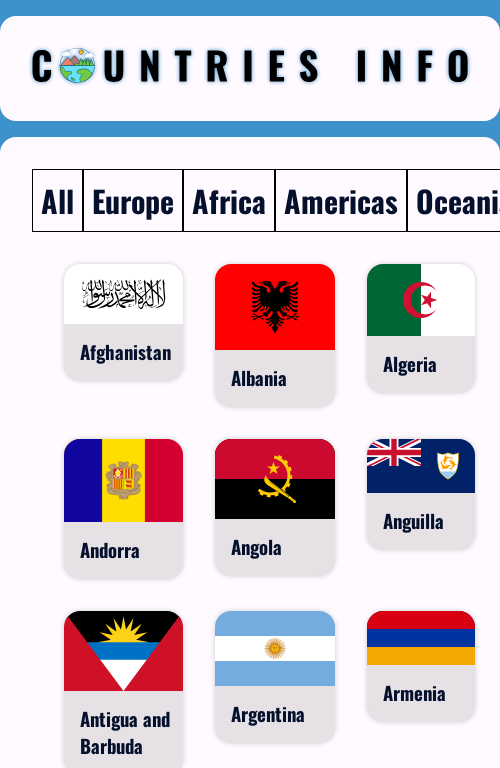 C UNTRIES INFO
All Europe Africa Americas Oceani
لا إله إلا الله محمد رسول الله
Afghanistan
Albania
Algeria
Andorra
Angola
Anguilla
Antigua and
Barbuda
Argentina
Armenia